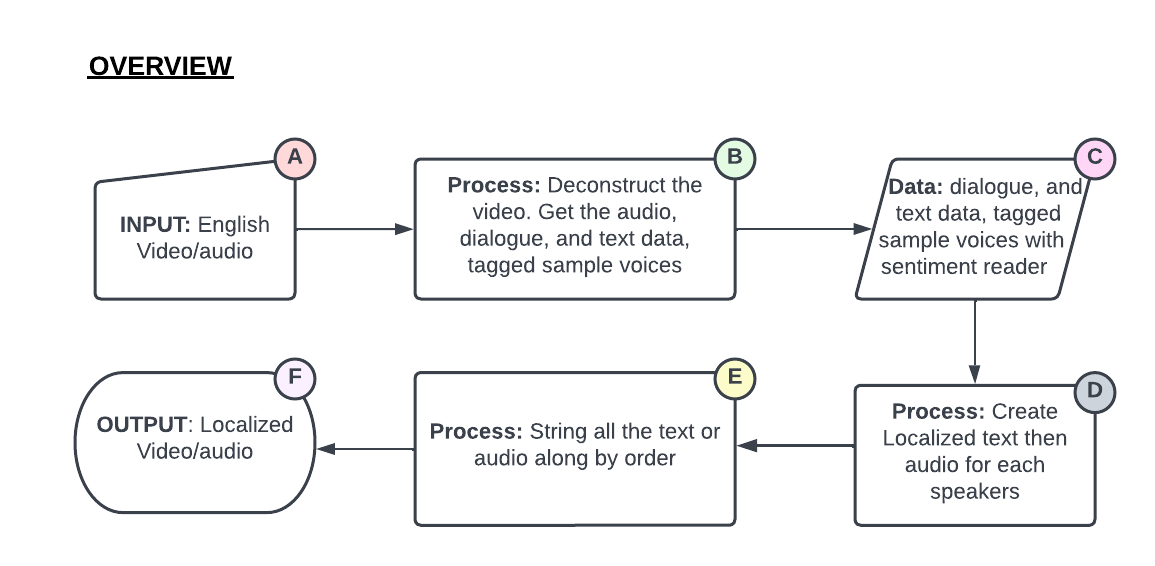 OVERVIEW
A
INPUT: English
Video/audio
B
Process: Deconstruct the
video. Get the audio,
dialogue, and text data,
tagged sample voices
C
Data: dialogue, and
text data, tagged
sample voices with
sentiment reader
D
Process: Create
Localized text then
audio for each
speakers
E
Process: String all the text or
audio along by order
F
OUTPUT: Localized
Video/audio